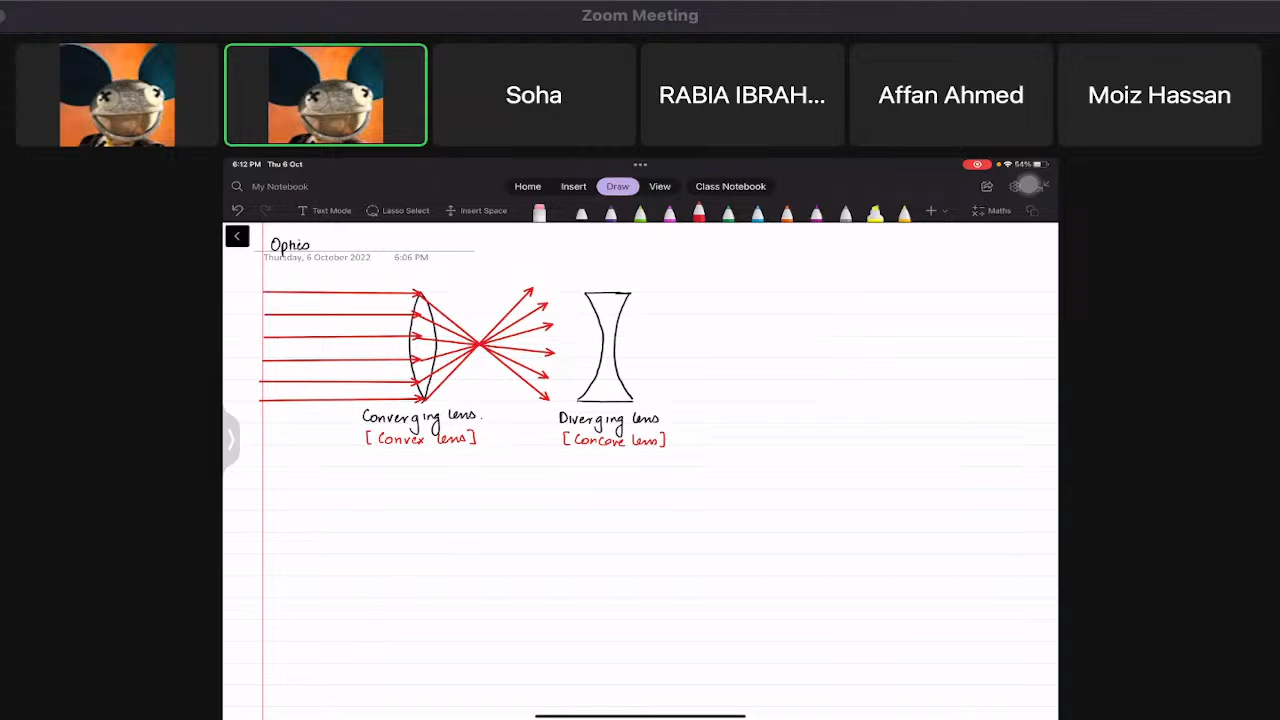 Zoom Meeting
Soha
RABIA IBRAH...
Affan Ahmed
Moiz Hassan
6:12 PM Thu 6 Oct
54%
My Notebook
Home Insert Draw View Class Notebook
Text Mode Lasso Select Insert Space Maths
Optics
Thursday, 6 October 2022 6:06 PM
Converging lens.
[Convex lens]
Diverging lens
[Concave lens]